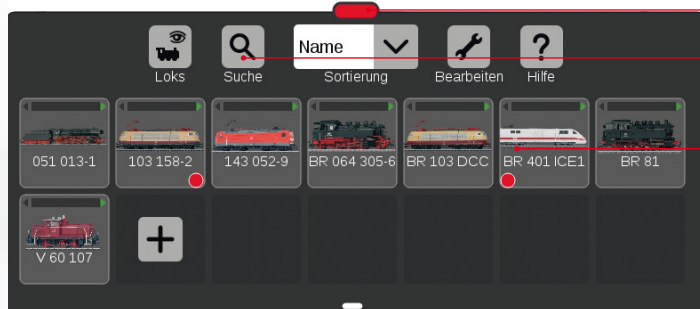 Name
Loks
Suche
Sortierung
Bearbeiten
Hilfe
051 013-1
103 158-2
143 052-9
BR 064 305-6
BR 103 DCC
BR 401 ICE1
BR 81
V 60 107